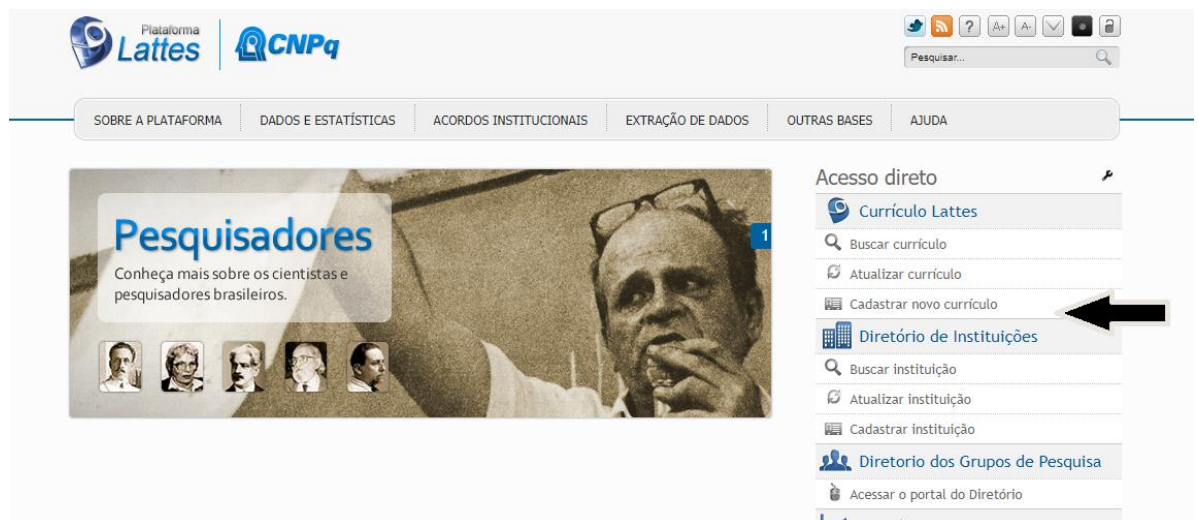 Plataforma
Lattes
CNPq
A+ A-
Pesquisar...
SOBRE A PLATAFORMA DADOS E ESTATÍSTICAS ACORDOS INSTITUCIONAIS EXTRAÇÃO DE DADOS OUTRAS BASES AJUDA
Pesquisadores
Conheça mais sobre os cientistas e
pesquisadores brasileiros.
1
Acesso direto
Currículo Lattes
Buscar currículo
Atualizar currículo
Cadastrar novo currículo
Diretório de Instituições
Buscar instituição
Atualizar instituição
Cadastrar instituição
Diretorio dos Grupos de Pesquisa
Acessar o portal do Diretório